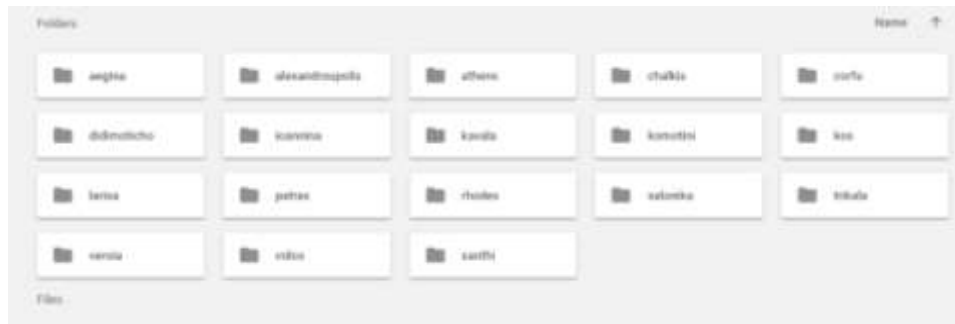 Folders Name
aegina alexandroupolis athens chalkis corfu
didimoticho ioannina kavala komotini kos
larisa patras rhodes salonika trikala
veroia volos xanthi
Files